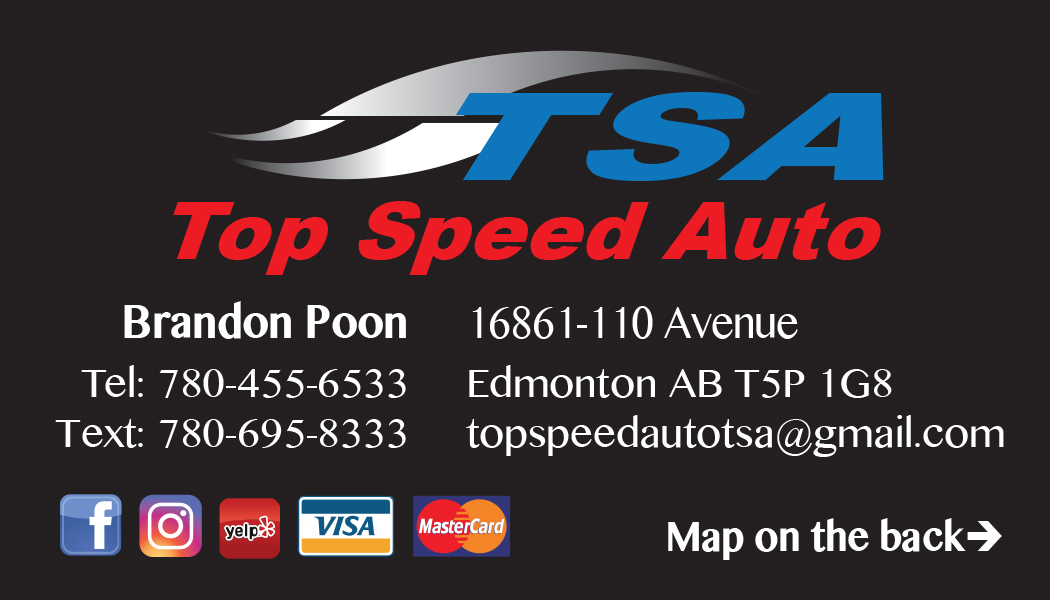 TSA
Top Speed Auto
Brandon Poon
Tel: 780-455-6533
Text: 780-695-8333
16861-110 Avenue
Edmonton AB T5P 1G8
topspeedautotsa@gmail.com
f
yelp
VISA
MasterCard
Map on the back→